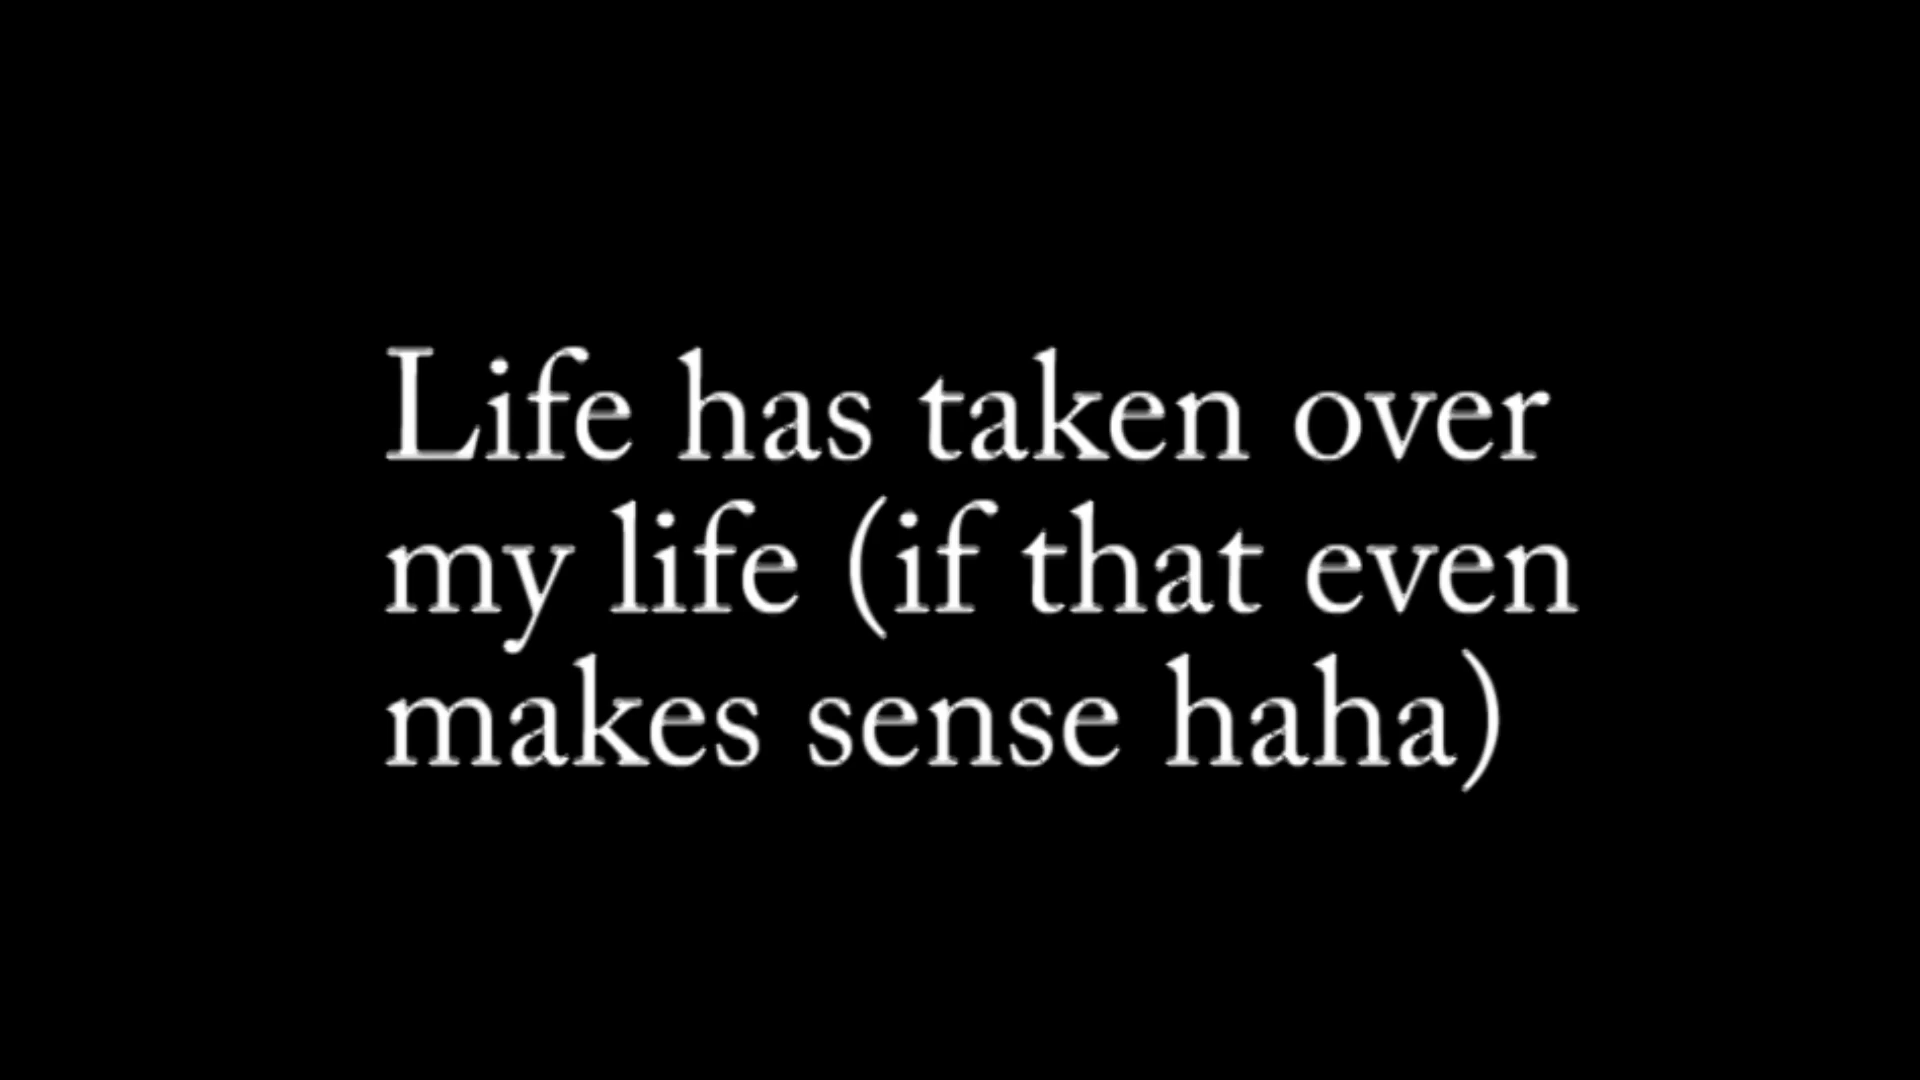 Life has taken over
my life (if that even
makes sense haha)